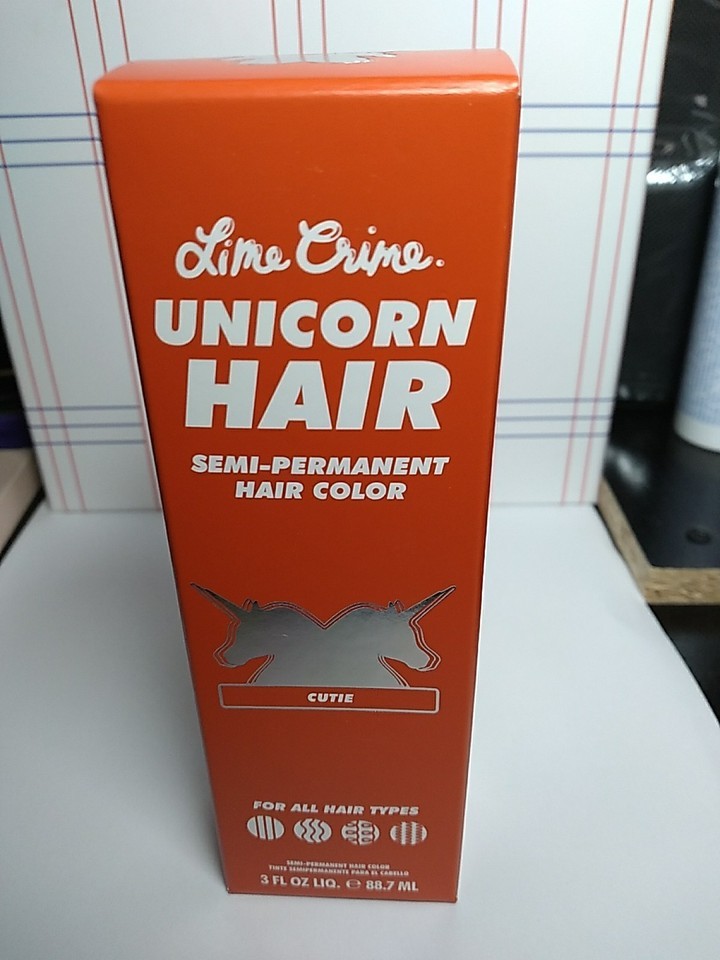 Lime Crime.
UNICORN
HAIR
SEMI-PERMANENT
HAIR COLOR
CUTIE
FOR ALL HAIR TYPES
SEMI-PERMANENT HAIR COLOR
TINTE SEMIPERMANENTE PARA EL CABELLO
3 FL OZ LIQ. ℮ 88.7 ML